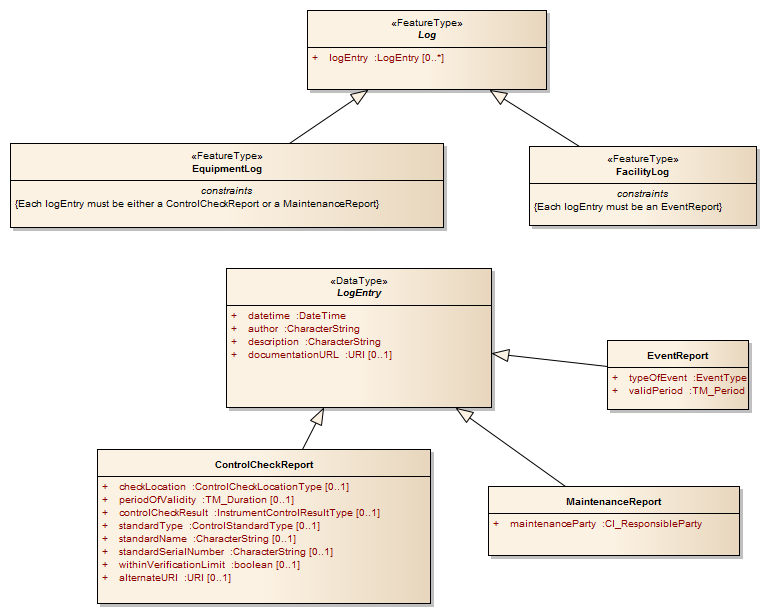 «FeatureType»
Log
+ logEntry :LogEntry [0..*]
«FeatureType»
EquipmentLog
constraints
{Each logEntry must be either a ControlCheckReport or a MaintenanceReport}
«FeatureType»
FacilityLog
constraints
{Each logEntry must be an EventReport}
«DataType»
LogEntry
+ datetime :DateTime
+ author :CharacterString
+ description :CharacterString
+ documentationURL :URI [0..1]
EventReport
+ typeOfEvent :EventType
+ validPeriod :TM_Period
ControlCheckReport
+ checkLocation :ControlCheckLocationType [0..1]
+ periodOfValidity :TM_Duration [0..1]
+ controlCheckResult :InstrumentControlResultType [0..1]
+ standardType :ControlStandardType [0..1]
+ standardName :CharacterString [0..1]
+ standardSerialNumber :CharacterString [0..1]
+ withinVerificationLimit :boolean [0..1]
+ alternateURI :URI [0..1]
MaintenanceReport
+ maintenanceParty :CI_ResponsibleParty